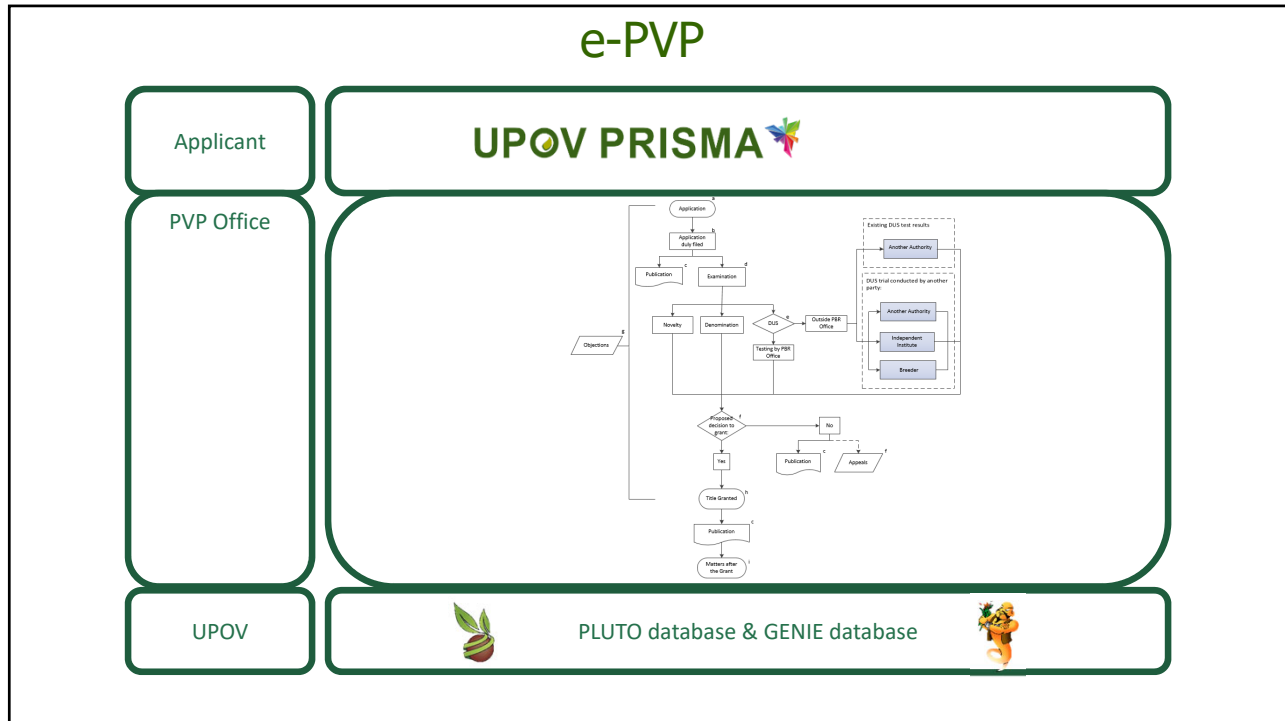 e-PVP
Applicant
UPOV PRISMA
PVP Office
a
Application
b
Application
duly filed
c
Publication
d
Examination
Novelty
Denomination
e
DUS
Outside PBR
Office
Testing by PBR
Office
Existing DUS test results
Another Authority
DUS trial conducted by another
party:
Another Authority
Independent
Institute
Breeder
g
Objections
f
Proposed
decision to
grant:
No
c
Publication
f
Appeals
Yes
h
Title Granted
c
Publication
i
Matters after
the Grant
UPOV
PLUTO database & GENIE database